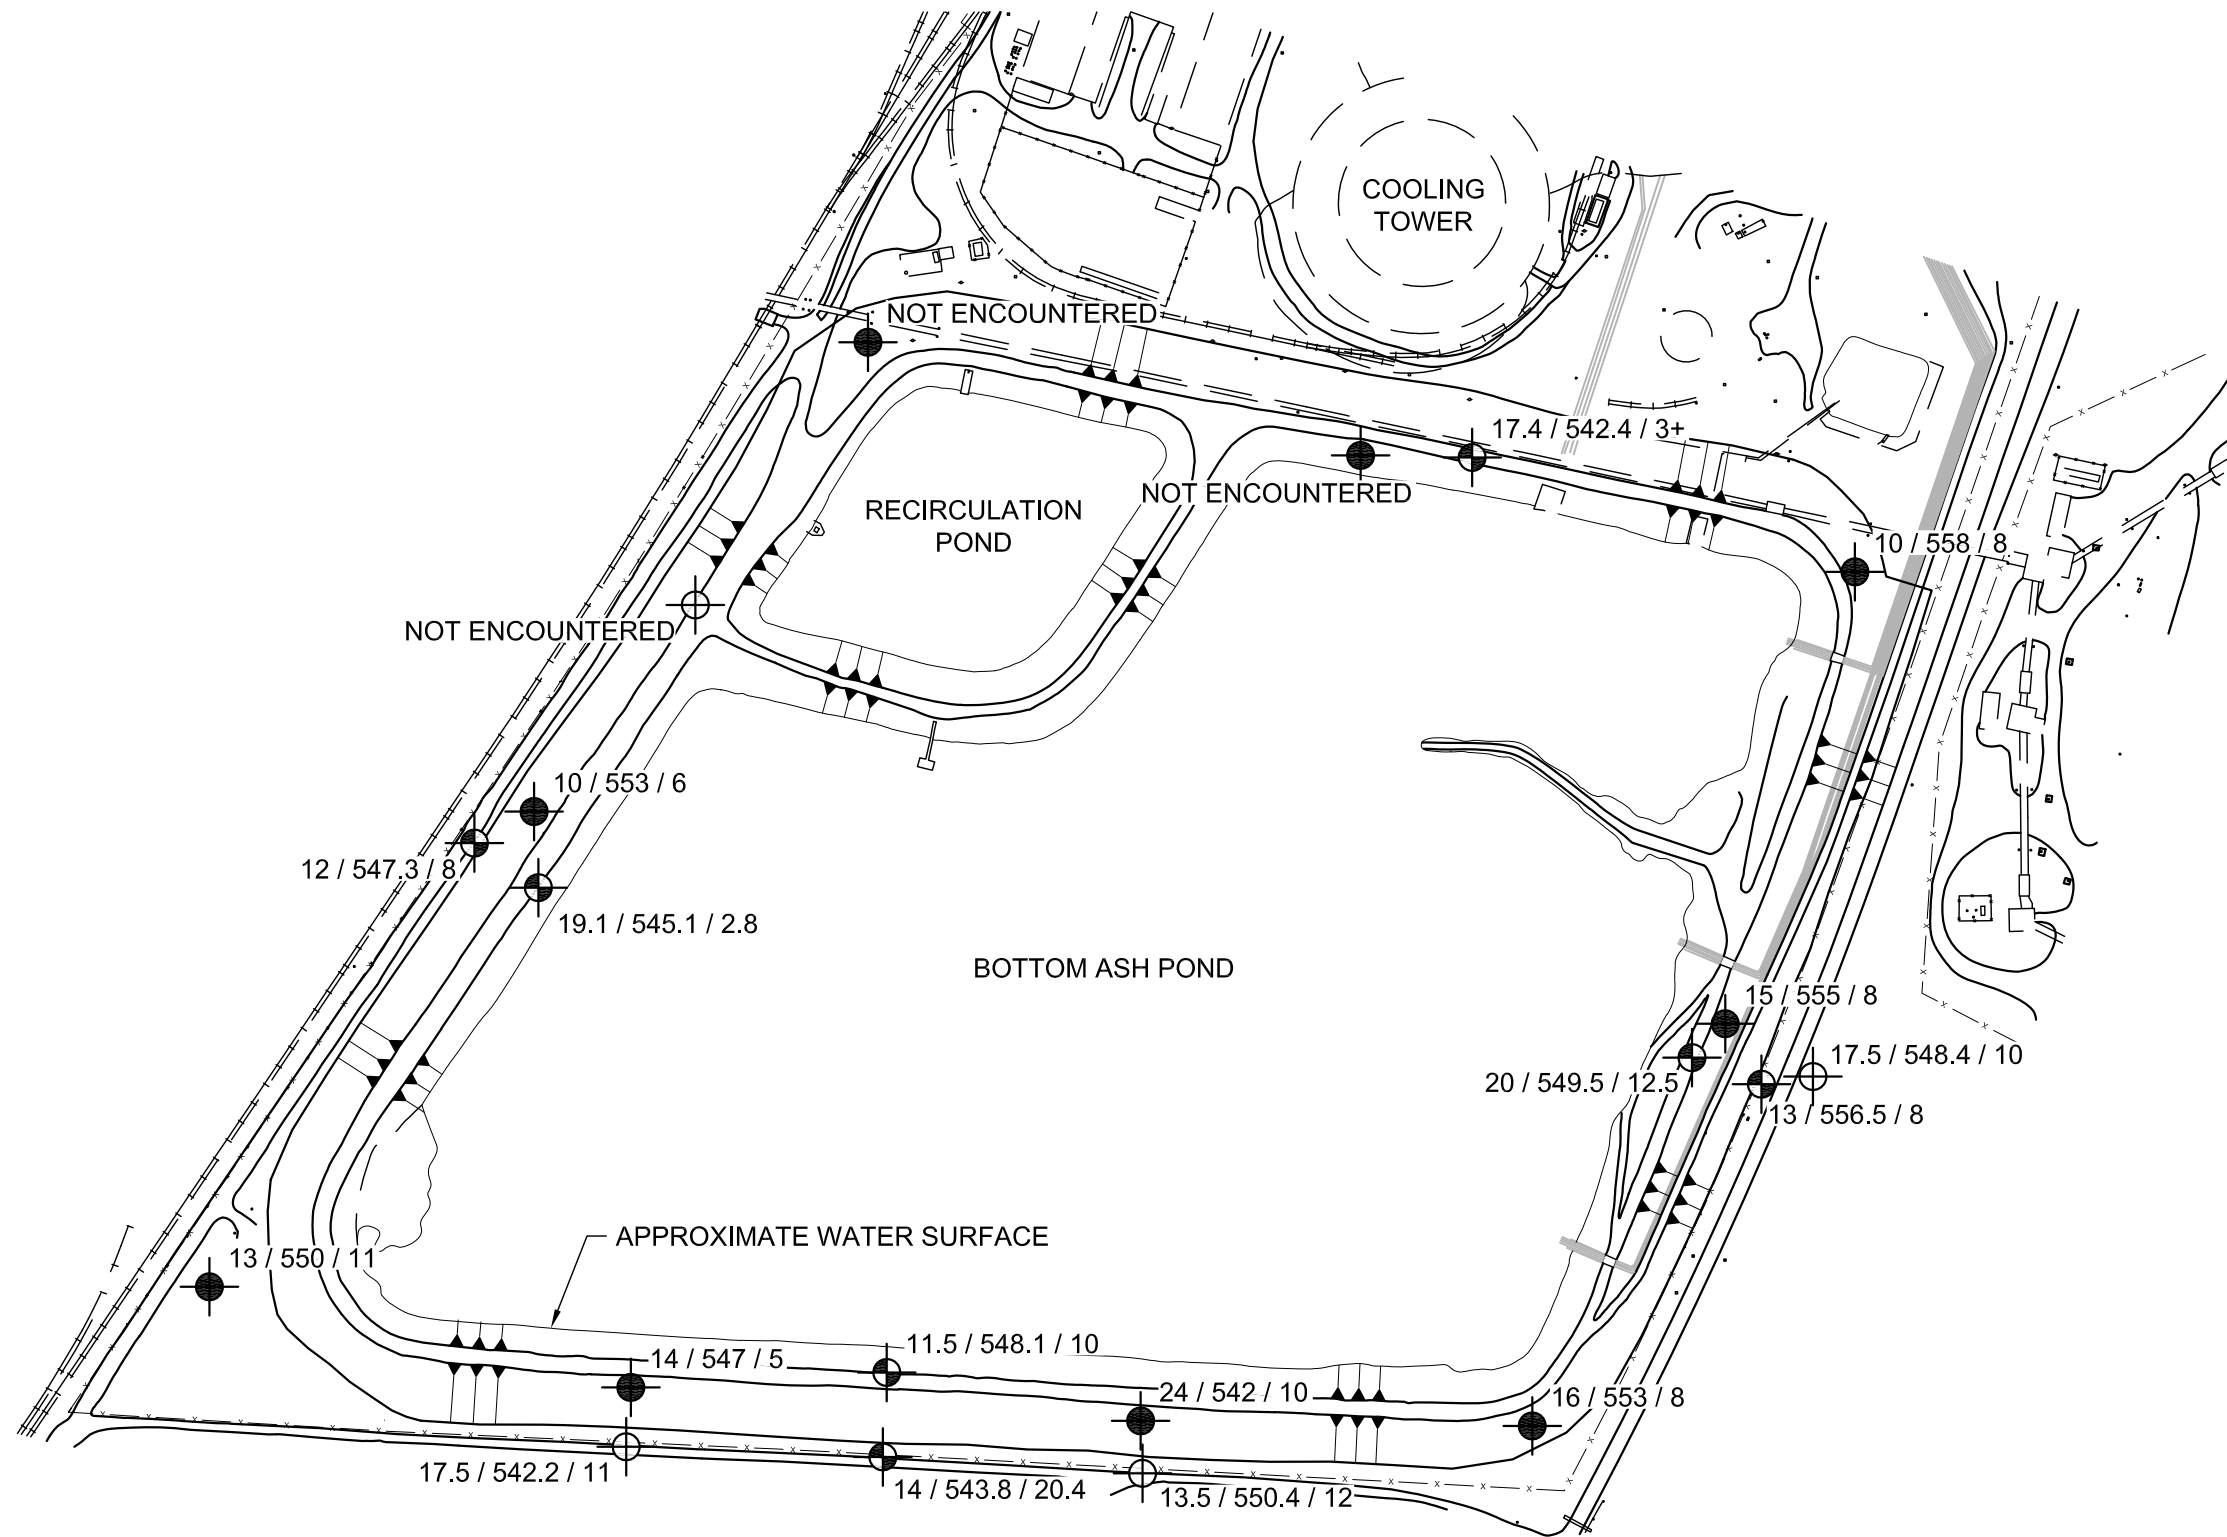 COOLING
TOWER
NOT ENCOUNTERED
17.4 / 542.4 / 3+
NOT ENCOUNTERED
RECIRCULATION
POND
10 / 558 / 8
NOT ENCOUNTERED
10 / 553 / 6
12 / 547.3 / 8
19.1 / 545.1 / 2.8
BOTTOM ASH POND
15 / 555 / 8
17.5 / 548.4 / 10
20 / 549.5 / 12.5
13 / 556.5 / 8
APPROXIMATE WATER SURFACE
13 / 550 / 11
11.5 / 548.1 / 10
14 / 547 / 5
24 / 542 / 10
16 / 553 / 8
17.5 / 542.2 / 11
14 / 543.8 / 20.4
13.5 / 550.4 / 12